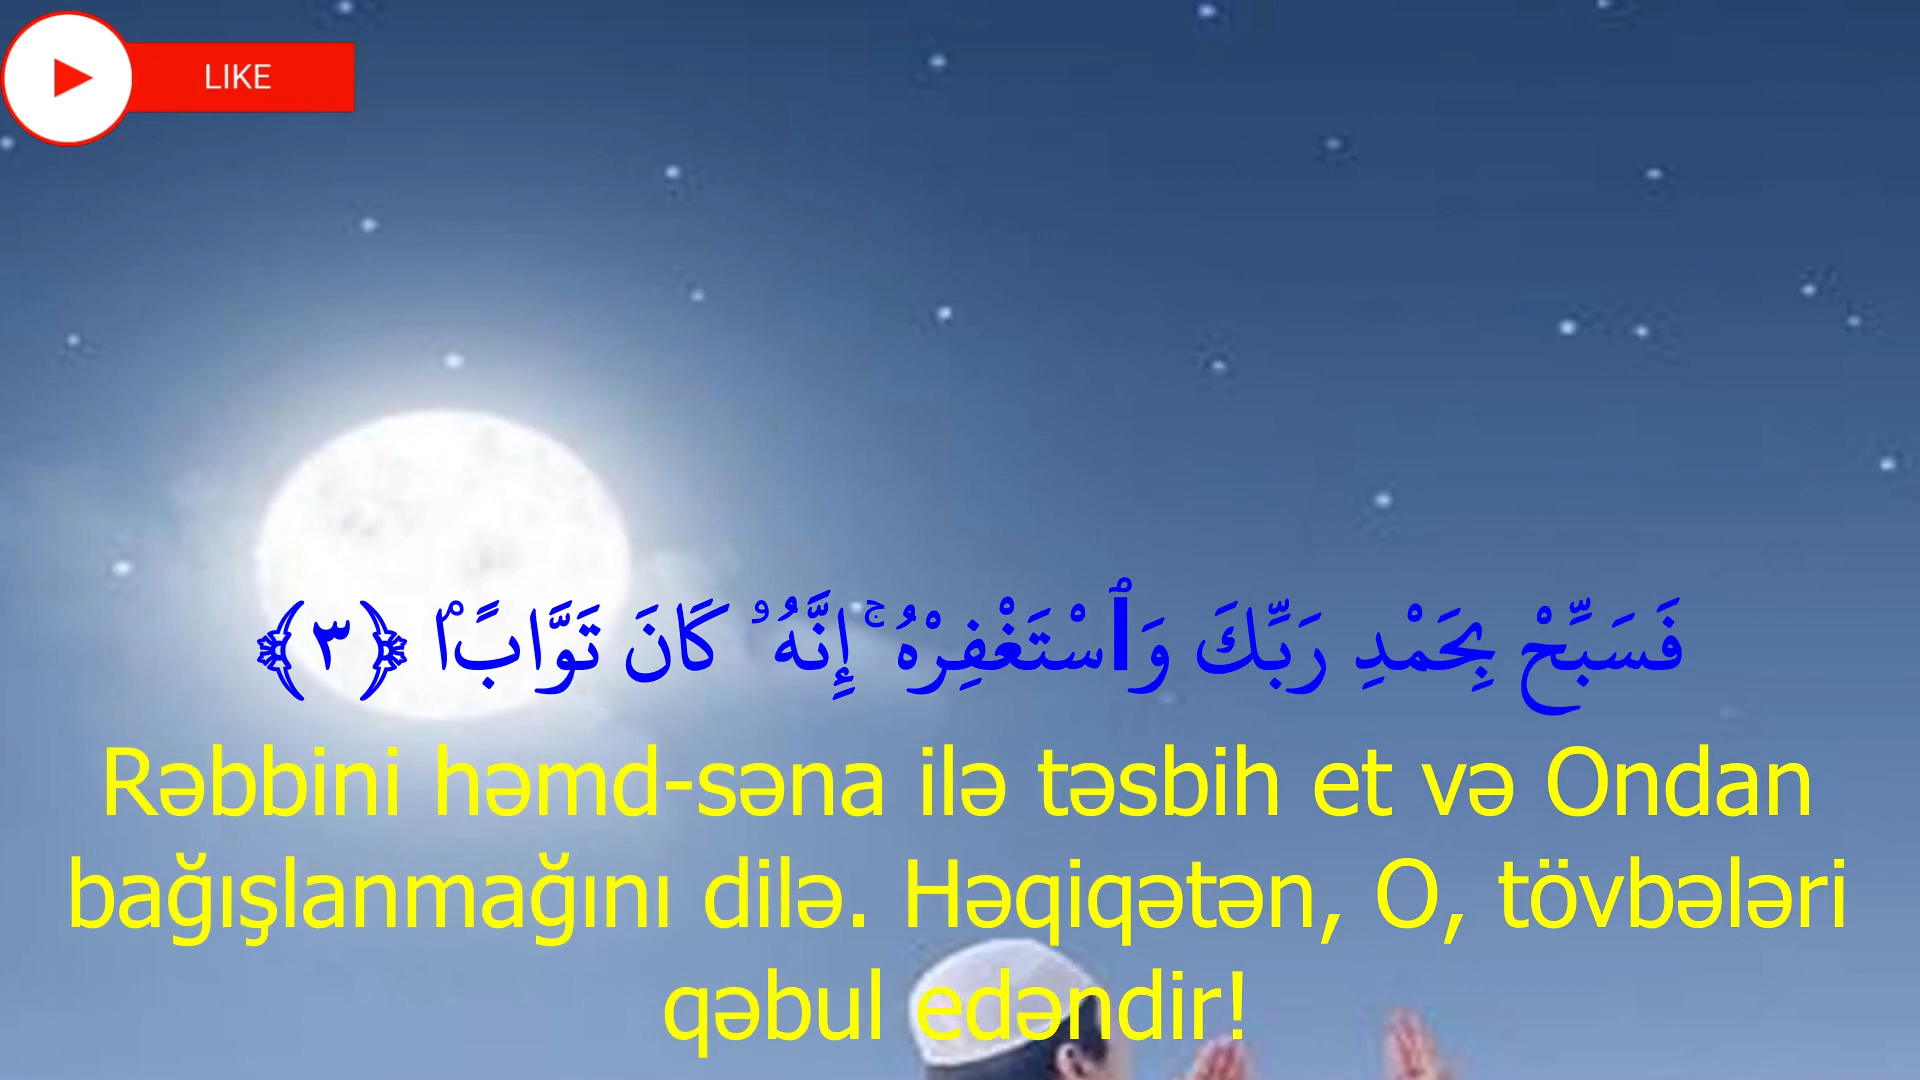 LIKE
فَسَبِّحْ بِحَمْدِ رَبِّكَ وَٱسْتَغْفِرْهُ ۚ إِنَّهُۥ كَانَ تَوَّابًۢا ﴿٣﴾
Rəbbini həmd-səna ilə təsbih et və Ondan
bağışlanmağını dilə. Həqiqətən, O, tövbələri
qəbul edəndir!